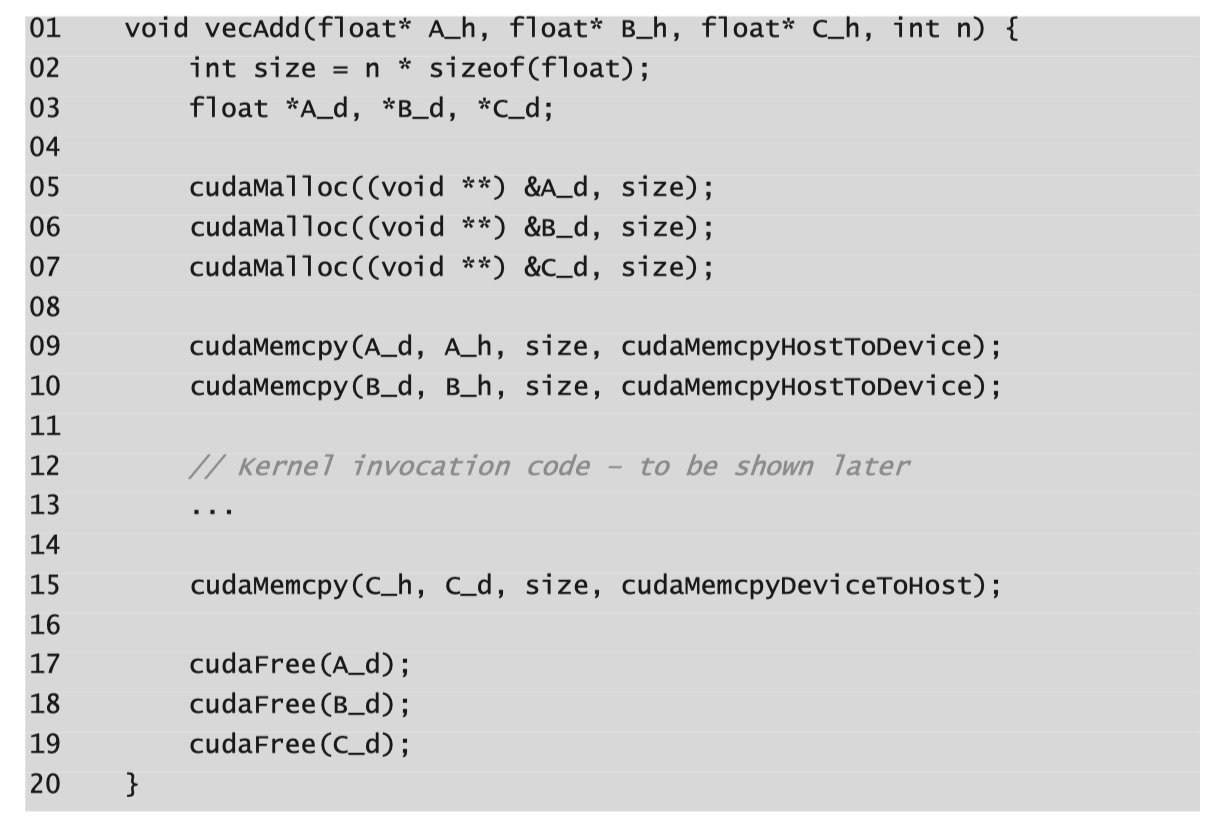 01 void vecAdd(float* A_h, float* B_h, float* C_h, int n) {
02 int size = n * sizeof(float);
03 float *A_d, *B_d, *C_d;
04
05 cudaMalloc((void **) &A_d, size);
06 cudaMalloc((void **) &B_d, size);
07 cudaMalloc((void **) &C_d, size);
08
09 cudaMemcpy(A_d, A_h, size, cudaMemcpyHostToDevice);
10 cudaMemcpy(B_d, B_h, size, cudaMemcpyHostToDevice);
11
12 // Kernel invocation code – to be shown later
13 ...
14
15 cudaMemcpy(C_h, C_d, size, cudaMemcpyDeviceToHost);
16
17 cudaFree(A_d);
18 cudaFree(B_d);
19 cudaFree(C_d);
20 }